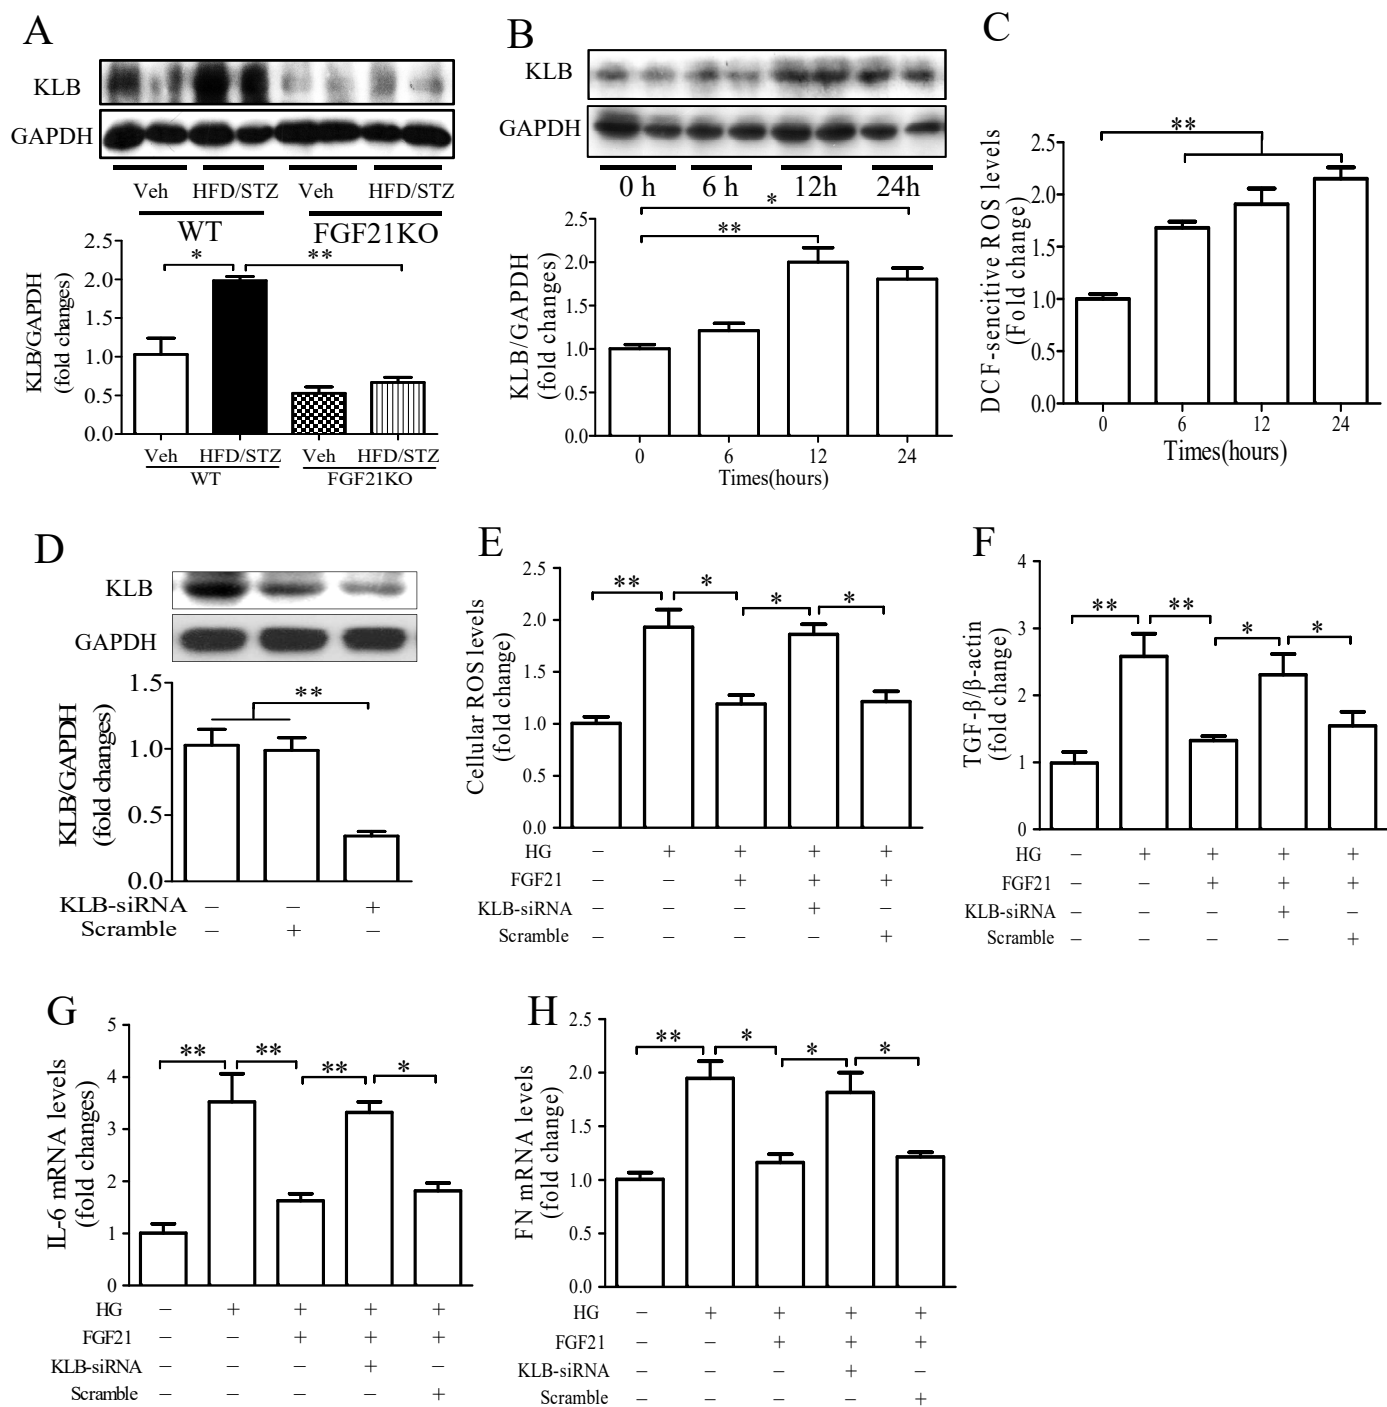 A
KLB
GAPDH
Veh HFD/STZ Veh HFD/STZ
WT FGF21KO
2.5
2.0
1.5
1.0
0.5
0.0
KLB/GAPDH
(fold changes)
* **
Veh HFD/STZ Veh HFD/STZ
WT FGF21KO
B
KLB
GAPDH
0 h 6 h 12h 24h
*
**
2.5
2.0
1.5
1.0
0.5
0.0
KLB/GAPDH
(fold changes)
0 6 12 24
Times(hours)
C
**
2.5
2.0
1.5
1.0
0.5
0.0
DCF-sencitive ROS levels
(Fold change)
0 6 12 24
Times(hours)
D
KLB
GAPDH
1.5
1.0
0.5
0.0
KLB/GAPDH
(fold changes)
**
KLB-siRNA – – +
Scramble – + –
E
2.5
2.0
1.5
1.0
0.5
0.0
Cellular ROS levels
(fold change)
** * * *
HG – + + + +
FGF21 – – + + +
KLB-siRNA – – – + –
Scramble – – – – +
F
4
3
2
1
0
TGF-β/β-actin
(fold change)
** ** * *
HG – + + + +
FGF21 – – + + +
KLB-siRNA – – – + –
Scramble – – – – +
G
5
4
3
2
1
0
IL-6 mRNA levels
(fold changes)
** ** ** *
HG – + + + +
FGF21 – – + + +
KLB-siRNA – – – + –
Scramble – – – – +
H
2.5
2.0
1.5
1.0
0.5
0.0
FN mRNA levels
(fold change)
** * * *
HG – + + + +
FGF21 – – + + +
KLB-siRNA – – – + –
Scramble – – – – +